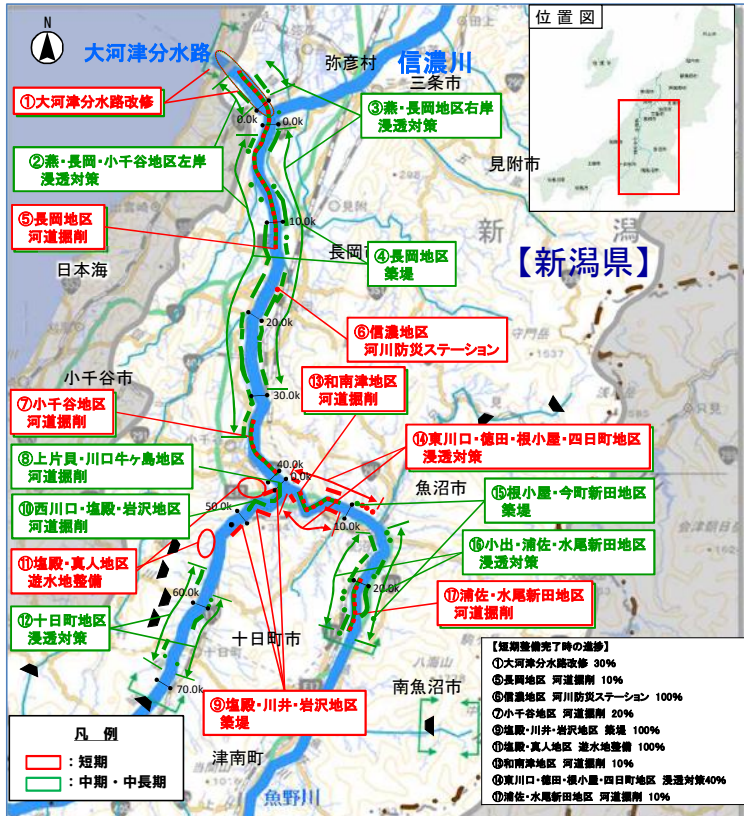 N
大河津分水路
信濃川
弥彦村
三条市
位置図
①大河津分水路改修
③燕・長岡地区右岸
浸透対策
0.0k
0.0k
②燕・長岡・小千谷地区左岸
浸透対策
見附市
⑤長岡地区
河道掘削
10.0k
長岡市
④長岡地区
築堤
新潟
【新潟県】
日本海
20.0k
⑥信濃地区
河川防災ステーション
守門岳
小千谷市
30.0k
⑬和南津地区
河道掘削
⑦小千谷地区
河道掘削
⑭東川口・徳田・根小屋・四日町地区
浸透対策
⑧上片貝・川口牛ヶ島地区
河道掘削
40.0k
0.0k
魚沼市
⑩西川口・塩殿・岩沢地区
河道掘削
50.0k
10.0k
⑮根小屋・今町新田地区
築堤
⑪塩殿・真人地区
遊水地整備
⑯小出・浦佐・水尾新田地区
浸透対策
60.0k
20.0k
⑰浦佐・水尾新田地区
河道掘削
⑫十日町地区
浸透対策
十日町市
70.0k
南魚沼市
⑨塩殿・川井・岩沢地区
築堤
津南町
魚野川
凡例
：短期
：中期・中長期
【短期整備完了時の進捗】
①大河津分水路改修 30%
⑤長岡地区 河道掘削 10%
⑥信濃地区 河川防災ステーション 100%
⑦小千谷地区 河道掘削 20%
⑨塩殿・川井・岩沢地区 築堤 100%
⑪塩殿・真人地区 遊水地整備 100%
⑬和南津地区 河道掘削 10%
⑭東川口・徳田・根小屋・四日町地区 浸透対策40%
⑰浦佐・水尾新田地区 河道掘削 10%